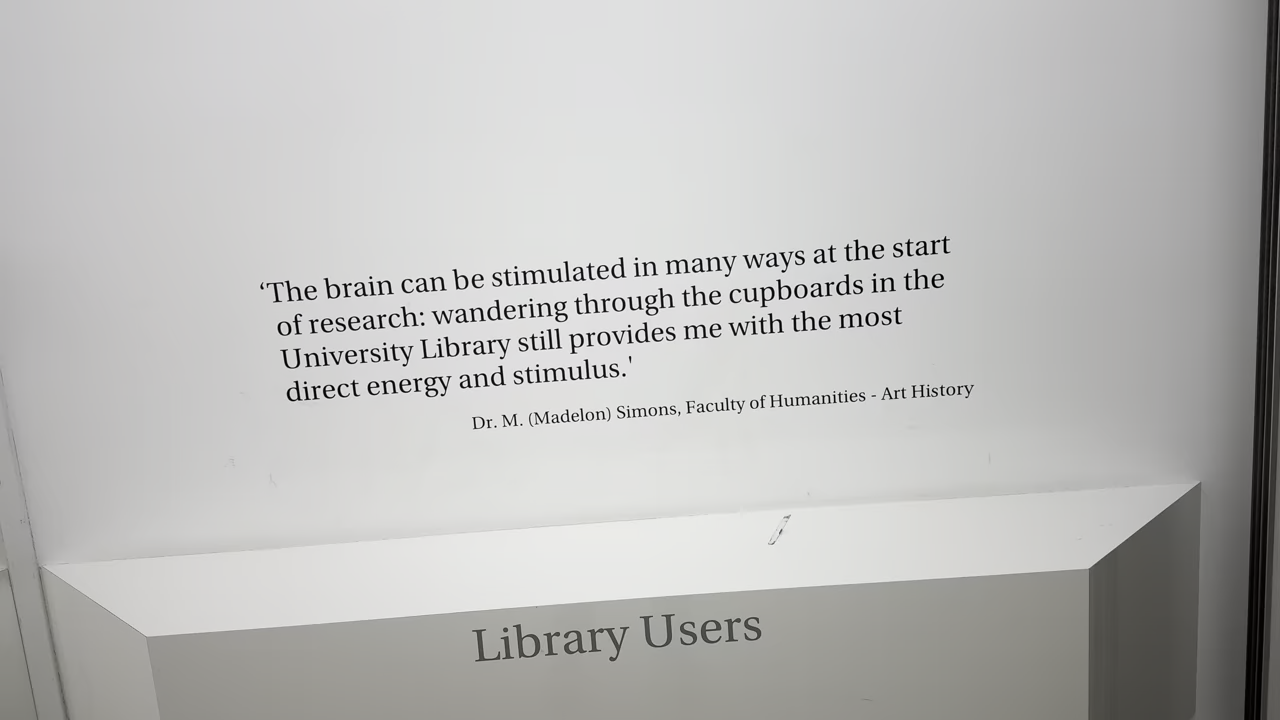 ‘The brain can be stimulated in many ways at the start
of research: wandering through the cupboards in the
University Library still provides me with the most
direct energy and stimulus.'
Dr. M. (Madelon) Simons, Faculty of Humanities - Art History
Library Users